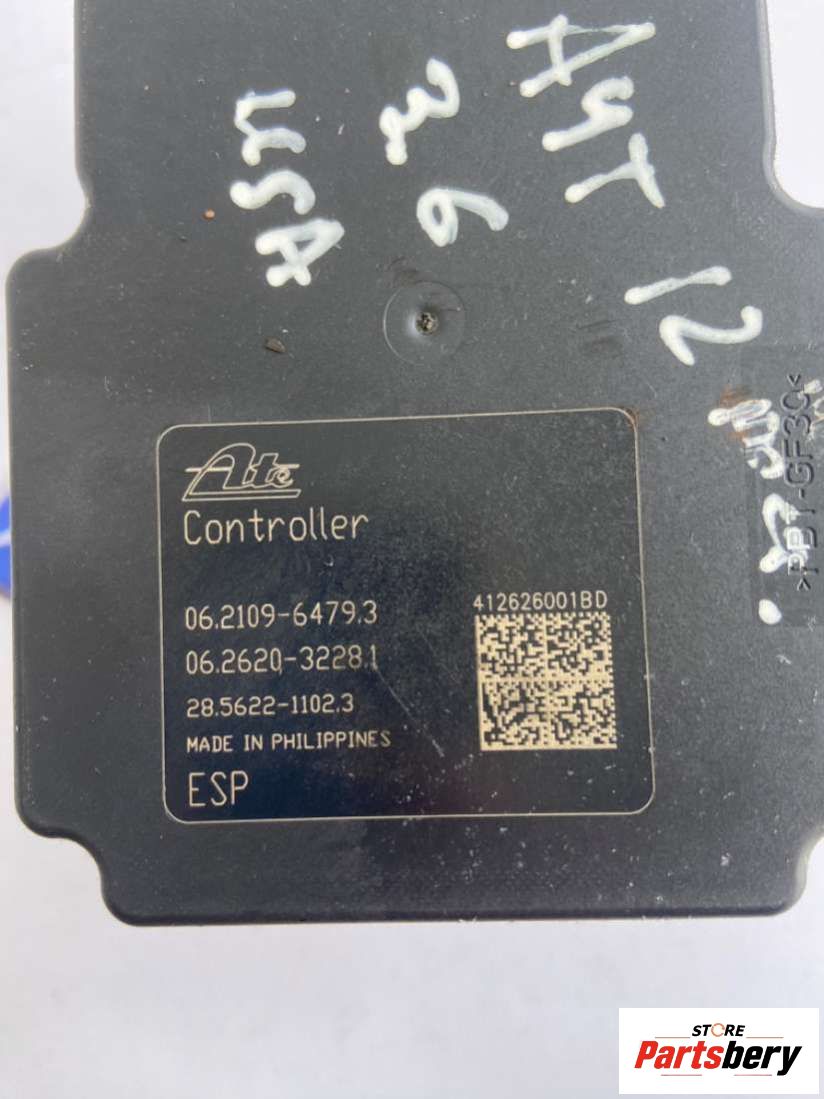 USA
3.6
A4T 12
Ate
Controller
06.2109-6479.3
06.2620-3228.1
28.5622-1102.3
MADE IN PHILIPPINES
ESP
412626001BD
>PBT-GF30<
STORE
Partsbery